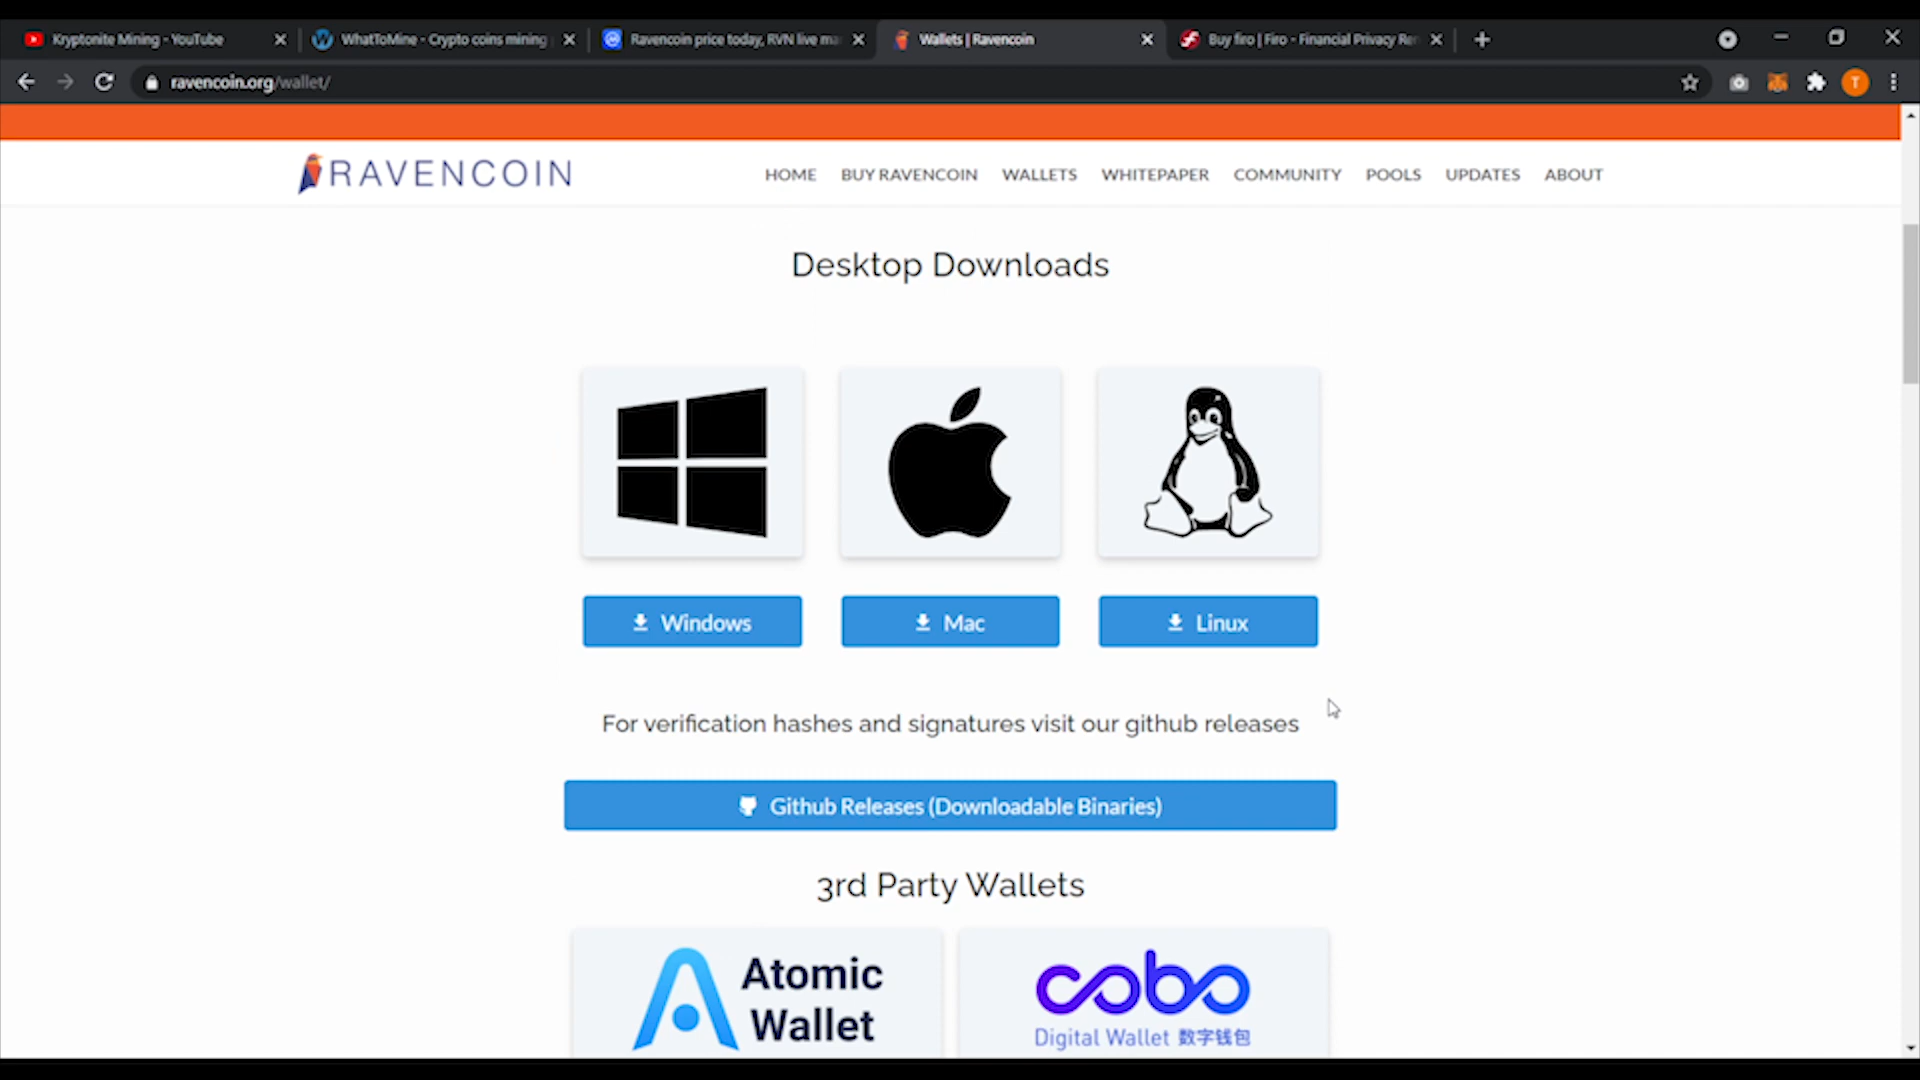 Kryptonite Mining - YouTube
WhatToMine - Crypto coins mining
Ravencoin price today, RVN live ma
Wallets | Ravencoin
Buy firo | Firo - Financial Privacy Re
ravencoin.org/wallet/
T
RAVENCOIN
HOME BUY RAVENCOIN WALLETS WHITEPAPER COMMUNITY POOLS UPDATES ABOUT
Desktop Downloads
Windows
Mac
Linux
For verification hashes and signatures visit our github releases
Github Releases (Downloadable Binaries)
3rd Party Wallets
Atomic
Wallet
cobo
Digital Wallet 数字钱包